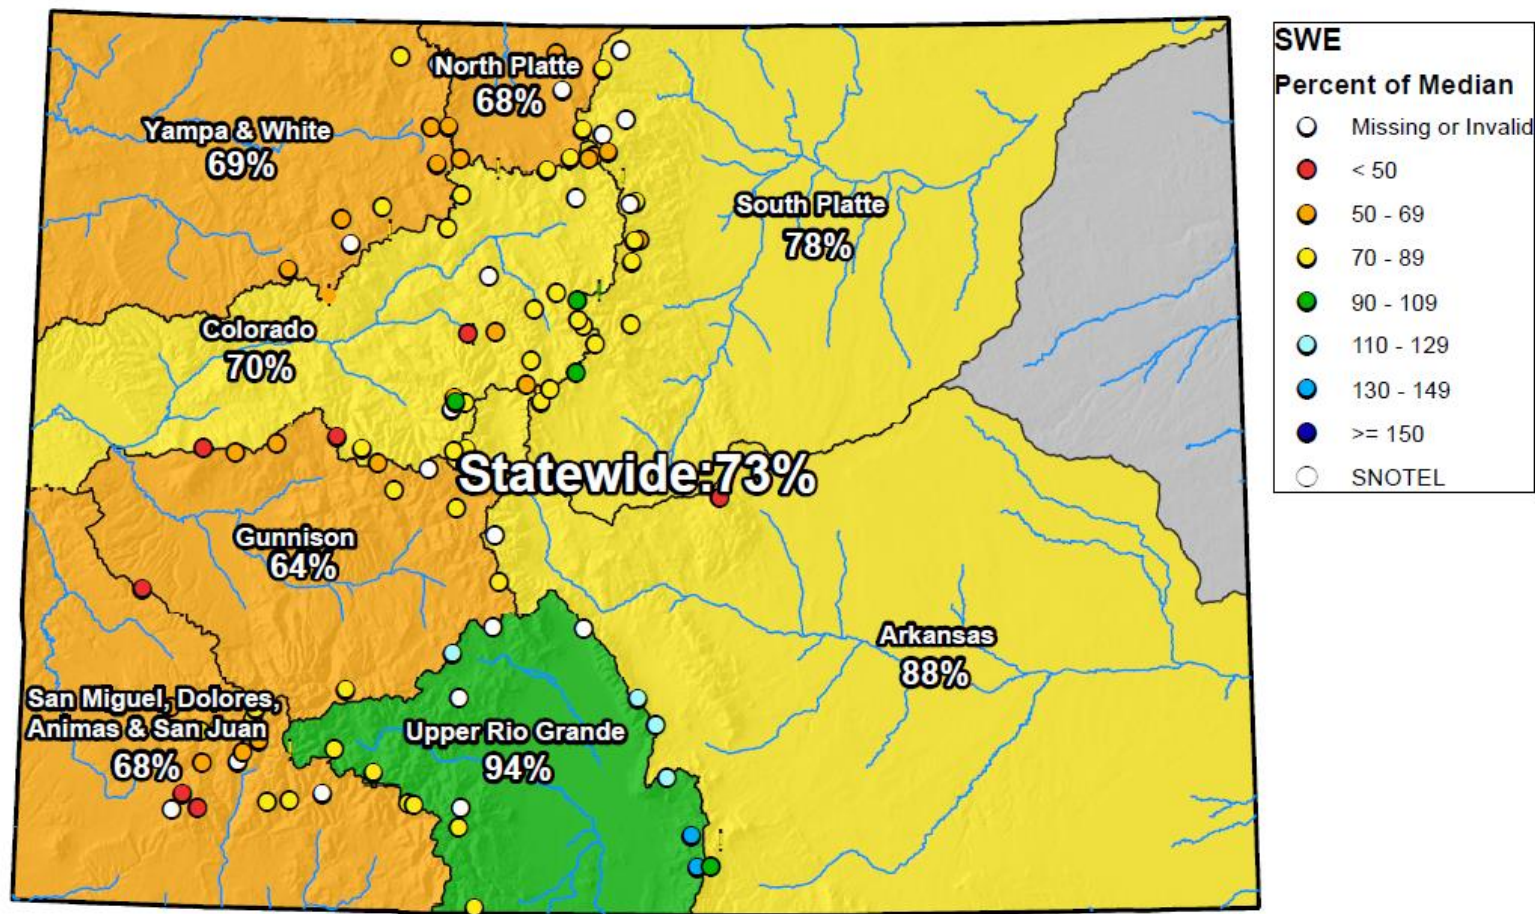 North Platte
68%
Yampa & White
69%
South Platte
78%
Colorado
70%
Statewide:73%
Gunnison
64%
Arkansas
88%
San Miguel, Dolores,
Animas & San Juan
68%
Upper Rio Grande
94%
SWE
Percent of Median
Missing or Invalid
< 50
50 - 69
70 - 89
90 - 109
110 - 129
130 - 149
>= 150
SNOTEL